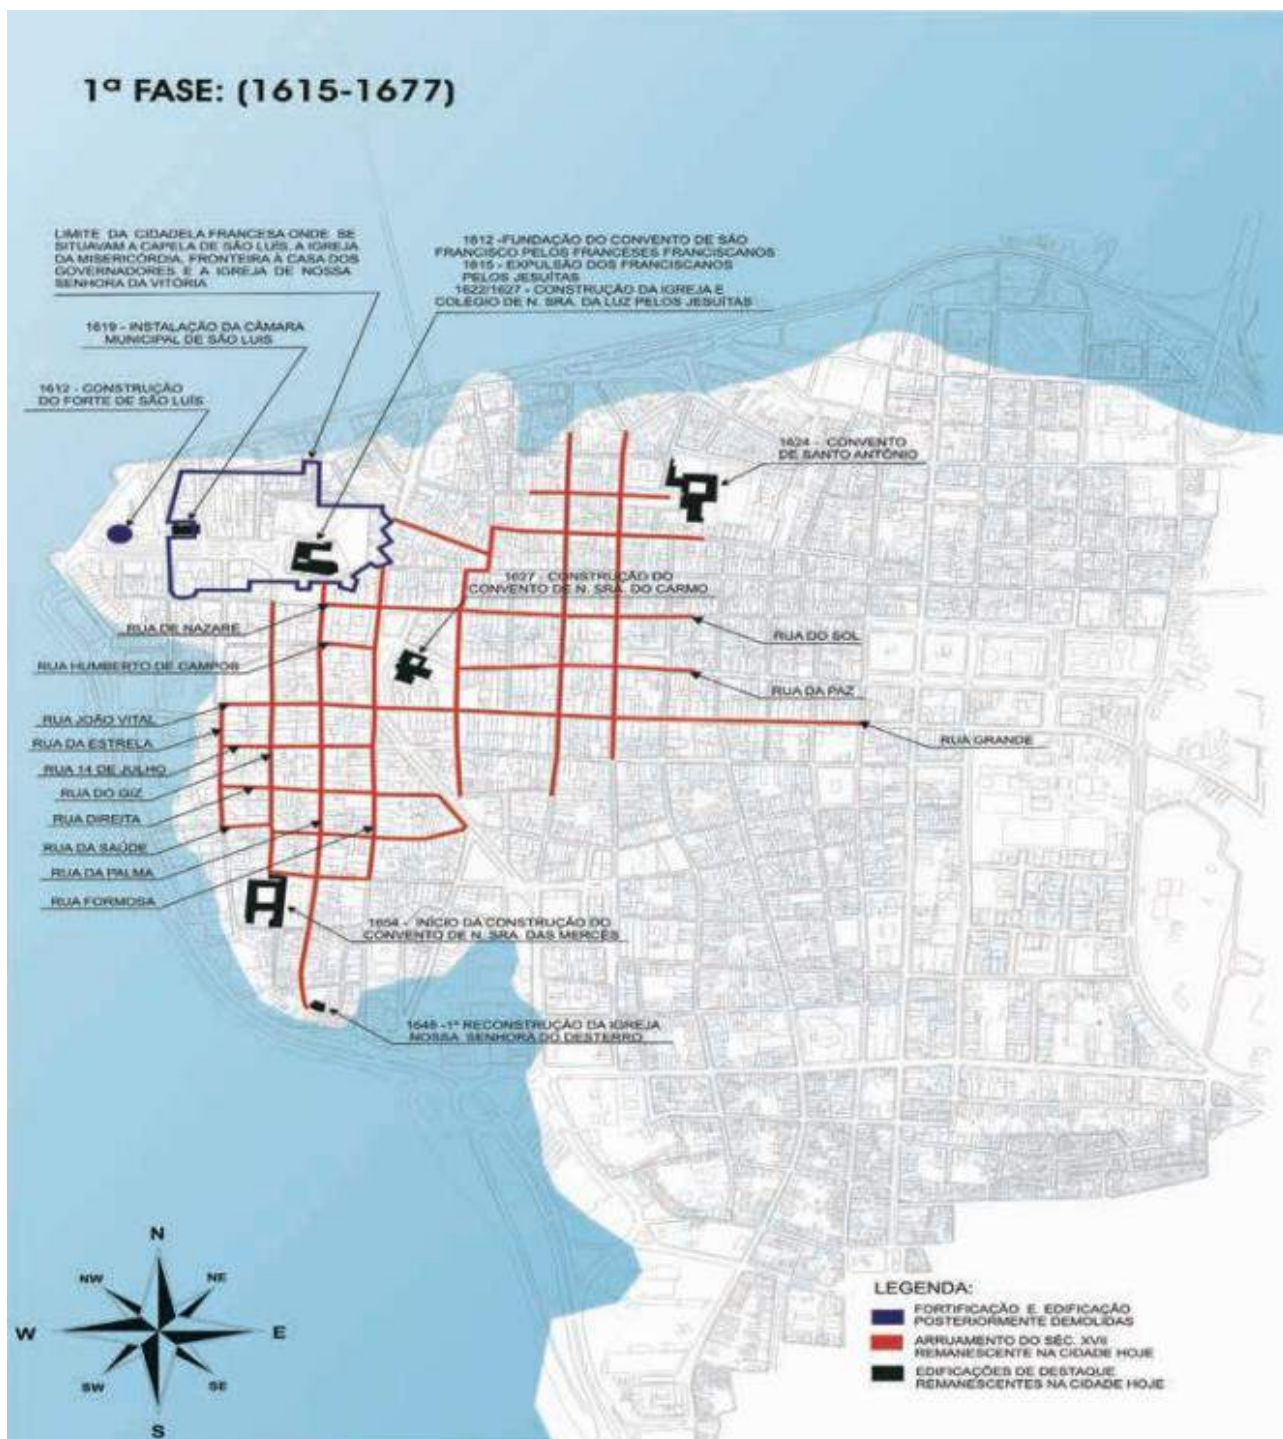 1ª FASE: (1615-1677)
LIMITE DA CIDADELA FRANCESA ONDE SE
SITUAVAM A CAPELA DE SÃO LUÍS, A IGREJA
DA MISERICÓRDIA, FRONTEIRA À CASA DOS
GOVERNADORES E A IGREJA DE NOSSA
SENHORA DA VITÓRIA
1612 -FUNDAÇÃO DO CONVENTO DE SÃO
FRANCISCO PELOS FRANCESES FRANCISCANOS
1615 - EXPULSÃO DOS FRANCISCANOS
PELOS JESUÍTAS
1622/1627 - CONSTRUÇÃO DA IGREJA E
COLÉGIO DE N. SRA. DA LUZ PELOS JESUÍTAS
1619 - INSTALAÇÃO DA CÂMARA
MUNICIPAL DE SÃO LUIS
1612 - CONSTRUÇÃO
DO FORTE DE SÃO LUÍS
1624 - CONVENTO
DE SANTO ANTÔNIO
1627 - CONSTRUÇÃO DO
CONVENTO DE N. SRA. DO CARMO
RUA DE NAZARÉ
RUA DO SOL
RUA HUMBERTO DE CAMPOS
RUA DA PAZ
RUA JOÃO VITAL
RUA GRANDE
RUA DA ESTRELA
RUA 14 DE JULHO
RUA DO GIZ
RUA DIREITA
RUA DA SAÚDE
RUA DA PALMA
RUA FORMOSA
1654 - INÍCIO DA CONSTRUÇÃO DO
CONVENTO DE N. SRA. DAS MERCÊS
1648 -1ª RECONSTRUÇÃO DA IGREJA
NOSSA SENHORA DO DESTERRO
N
NW
NE
W
E
SW
SE
S
LEGENDA:
FORTIFICAÇÃO E EDIFICAÇÃO
POSTERIORMENTE DEMOLIDAS
ARRUAMENTO DO SÉC. XVII
REMANESCENTE NA CIDADE HOJE
EDIFICAÇÕES DE DESTAQUE
REMANESCENTES NA CIDADE HOJE